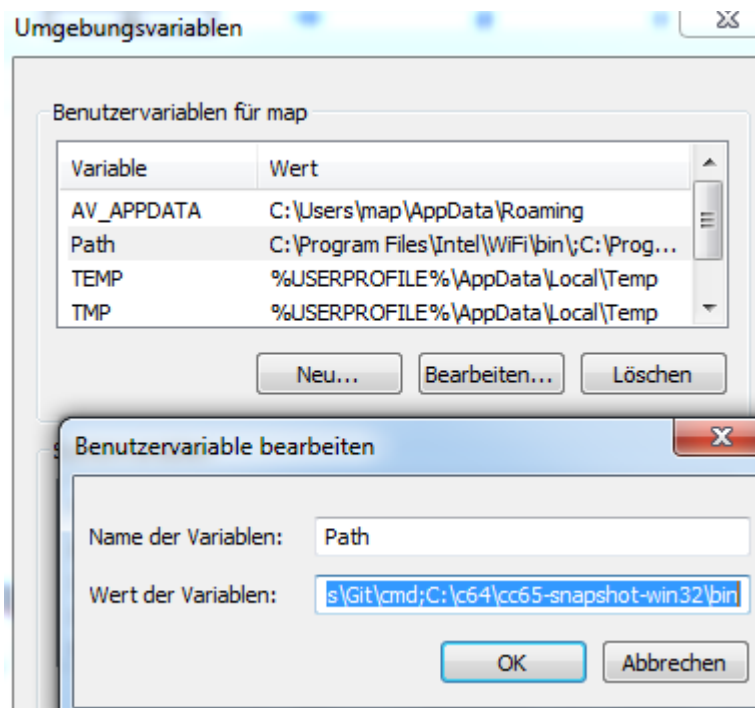 Umgebungsvariablen
Benutzervariablen für map
Variable Wert
AV_APPDATA C:\Users\map\AppData\Roaming
Path C:\Program Files\Intel\WiFi\bin\;C:\Prog...
TEMP %USERPROFILE%\AppData\Local\Temp
TMP %USERPROFILE%\AppData\Local\Temp
Neu... Bearbeiten... Löschen
Benutzervariable bearbeiten
Name der Variablen: Path
Wert der Variablen: s\Git\cmd;C:\c64\cc65-snapshot-win32\bin
OK Abbrechen